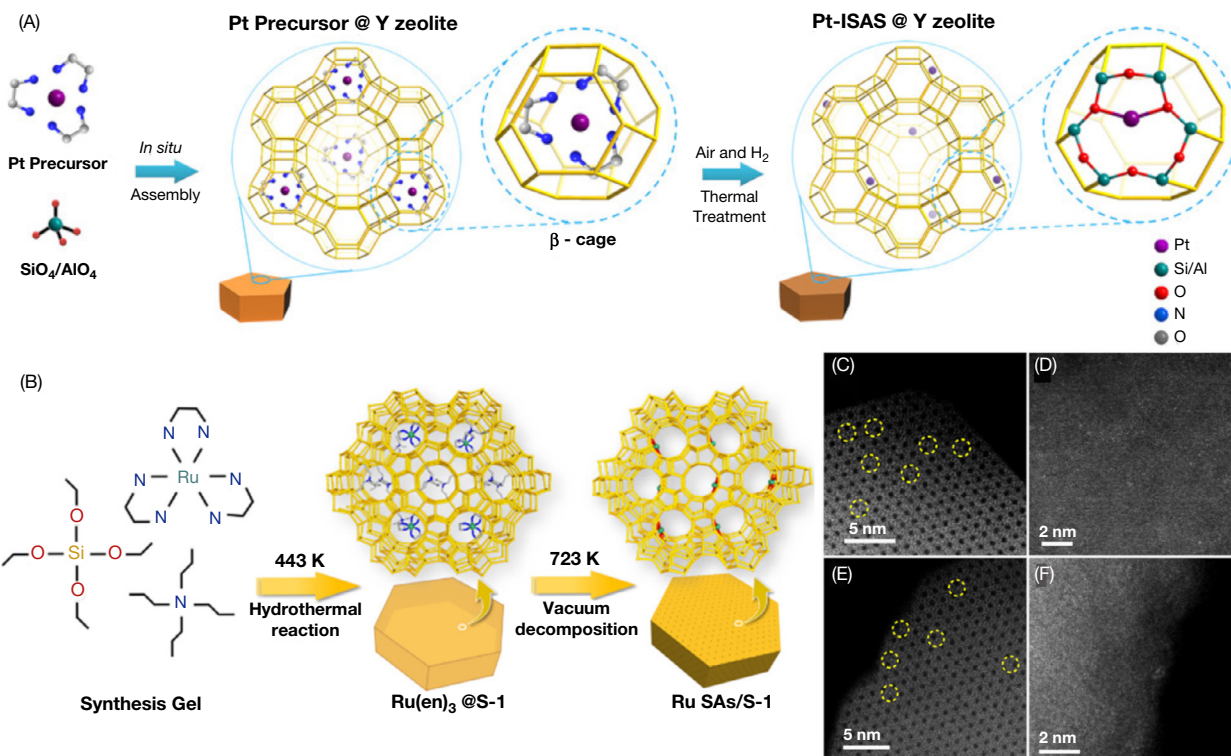 (A)
Pt Precursor @ Y zeolite
Pt-ISAS @ Y zeolite
Pt Precursor
In situ
Assembly
SiO₄/AlO₄
β - cage
Air and H₂
Thermal
Treatment
Pt
Si/Al
O
N
O
(B)
N
N
N
Ru
N
N
N
O
O
Si
O
O
N
Synthesis Gel
443 K
Hydrothermal
reaction
Ru(en)₃ @S-1
723 K
Vacuum
decomposition
Ru SAs/S-1
(C)
5 nm
(D)
2 nm
(E)
5 nm
(F)
2 nm